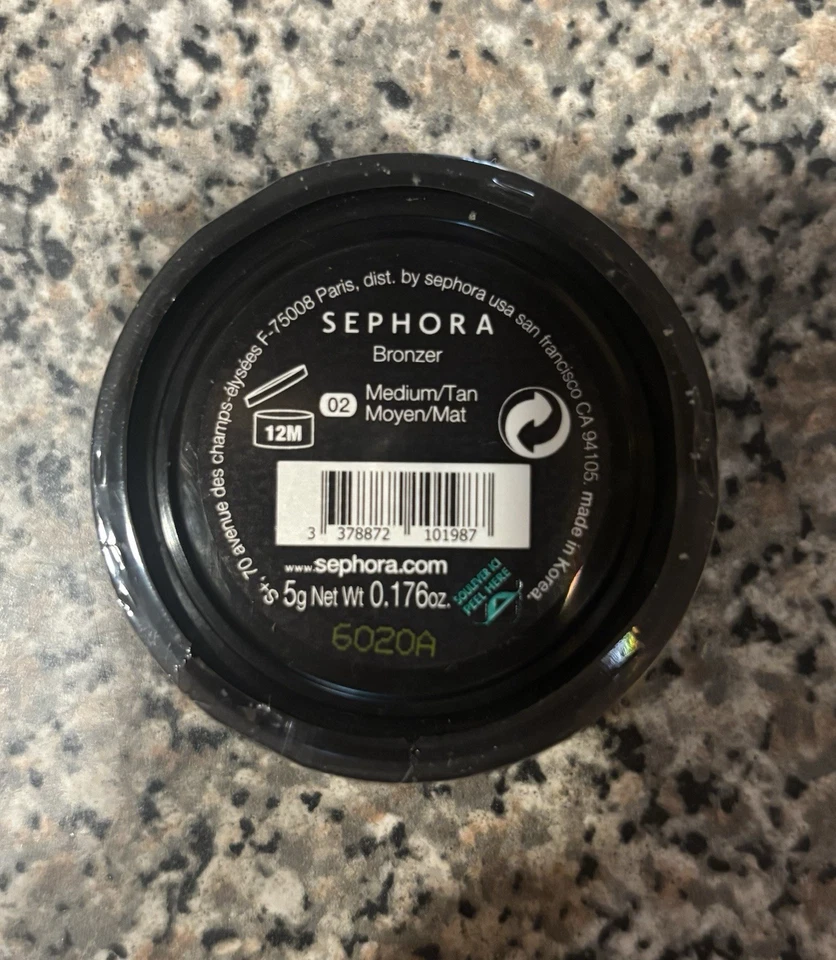 S+, 70 avenue des champs-élysées F-75008 Paris, dist. by sephora usa san francisco CA 94105. made in Korea.
SEPHORA
Bronzer
12M
02
Medium/Tan
Moyen/Mat
3 378872 101987
www.sephora.com
5g Net Wt 0.176oz.
SOULEVER ICI
PEEL HERE
6020A